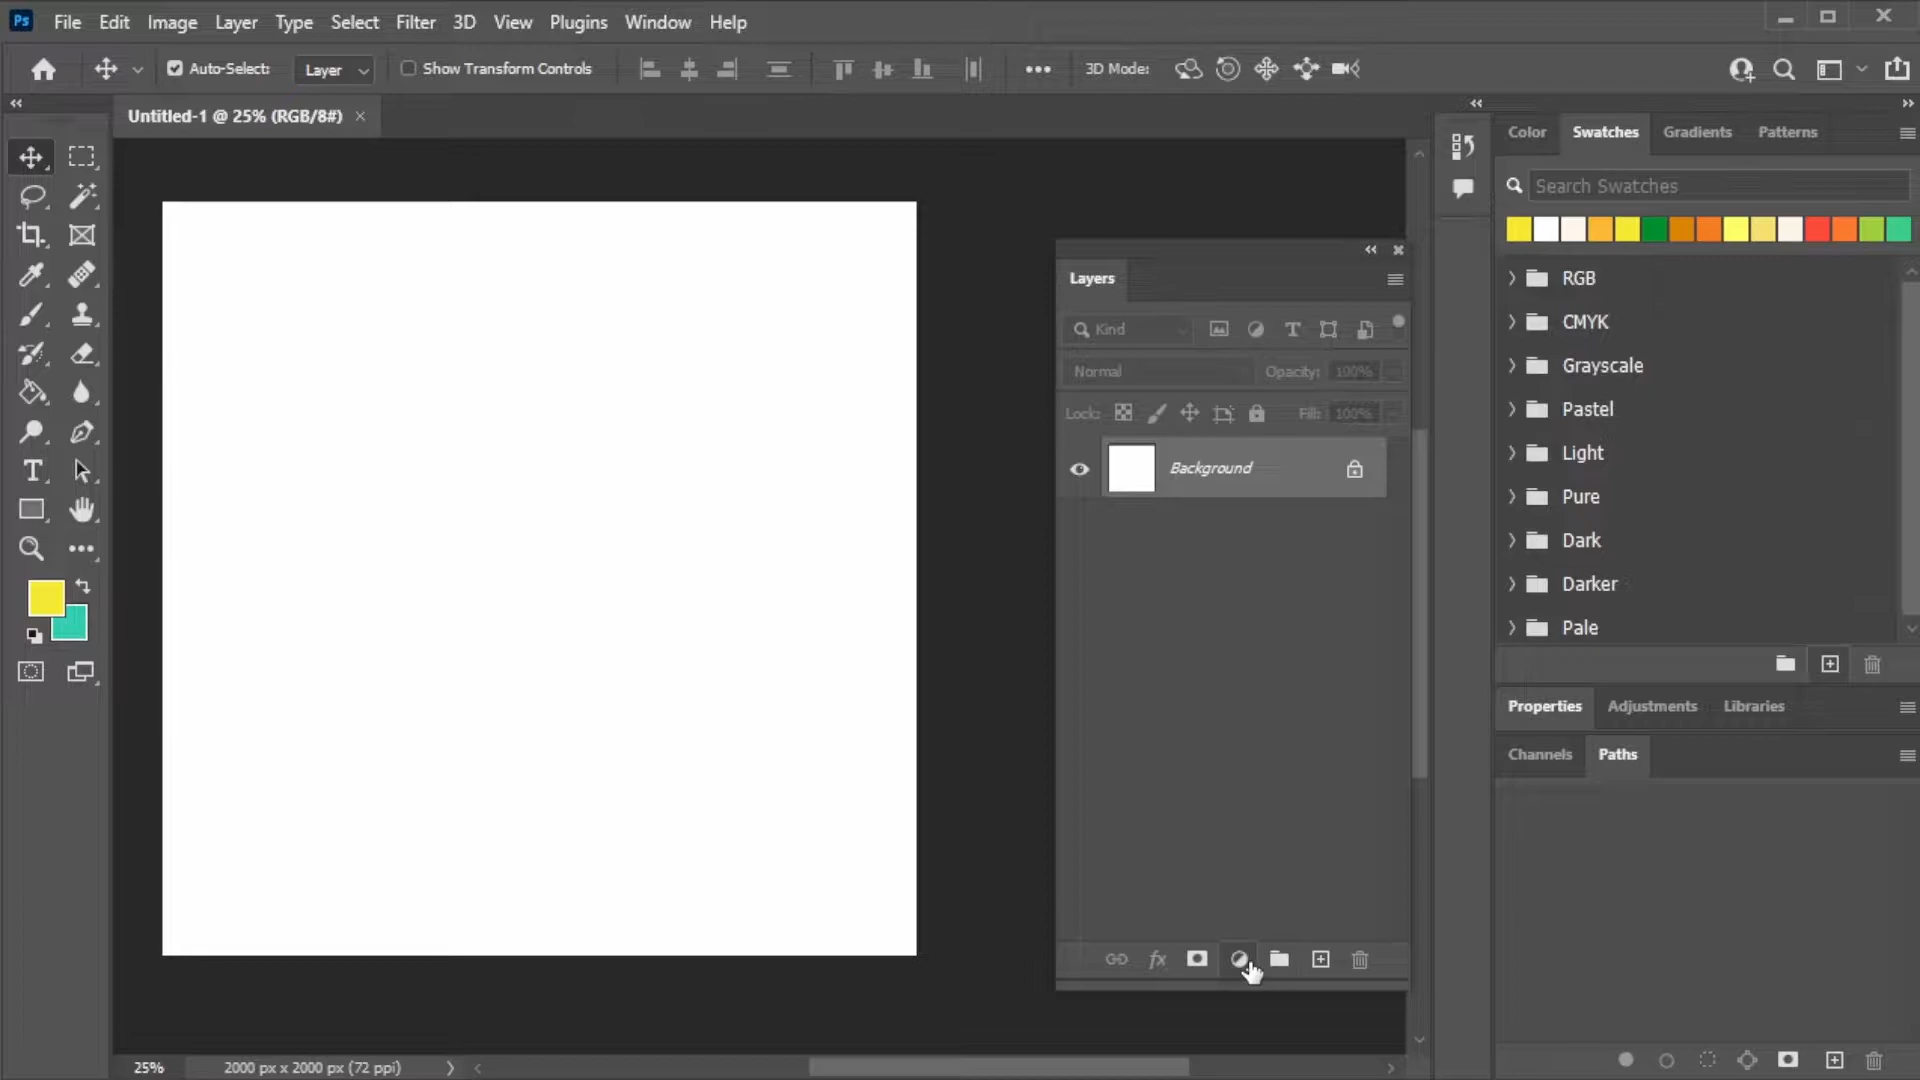 Ps File Edit Image Layer Type Select Filter 3D View Plugins Window Help
Auto-Select: Layer Show Transform Controls 3D Mode:
Untitled-1 @ 25% (RGB/8#)
Color Swatches Gradients Patterns
Search Swatches
RGB
CMYK
Grayscale
Pastel
Light
Pure
Dark
Darker
Pale
Layers
Kind
Normal Opacity: 100%
Lock: Fill: 100%
Background
fx
Properties Adjustments Libraries
Channels Paths
25% 2000 px x 2000 px (72 ppi)